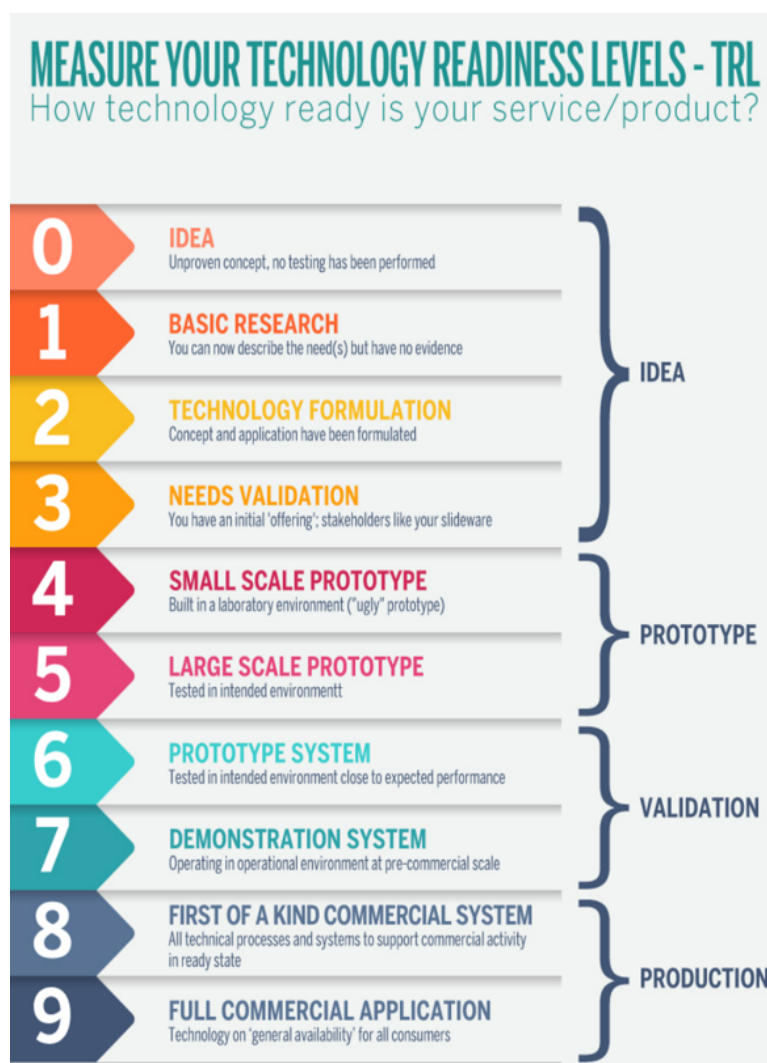 MEASURE YOUR TECHNOLOGY READINESS LEVELS - TRL
How technology ready is your service/product?
0
IDEA
Unproven concept, no testing has been performed
1
BASIC RESEARCH
You can now describe the need(s) but have no evidence
2
TECHNOLOGY FORMULATION
Concept and application have been formulated
3
NEEDS VALIDATION
You have an initial 'offering'; stakeholders like your slideware
IDEA
4
SMALL SCALE PROTOTYPE
Built in a laboratory environment ("ugly" prototype)
5
LARGE SCALE PROTOTYPE
Tested in intended environmentt
PROTOTYPE
6
PROTOTYPE SYSTEM
Tested in intended environment close to expected performance
7
DEMONSTRATION SYSTEM
Operating in operational environment at pre-commercial scale
VALIDATION
8
FIRST OF A KIND COMMERCIAL SYSTEM
All technical processes and systems to support commercial activity
in ready state
9
FULL COMMERCIAL APPLICATION
Technology on 'general availability' for all consumers
PRODUCTION